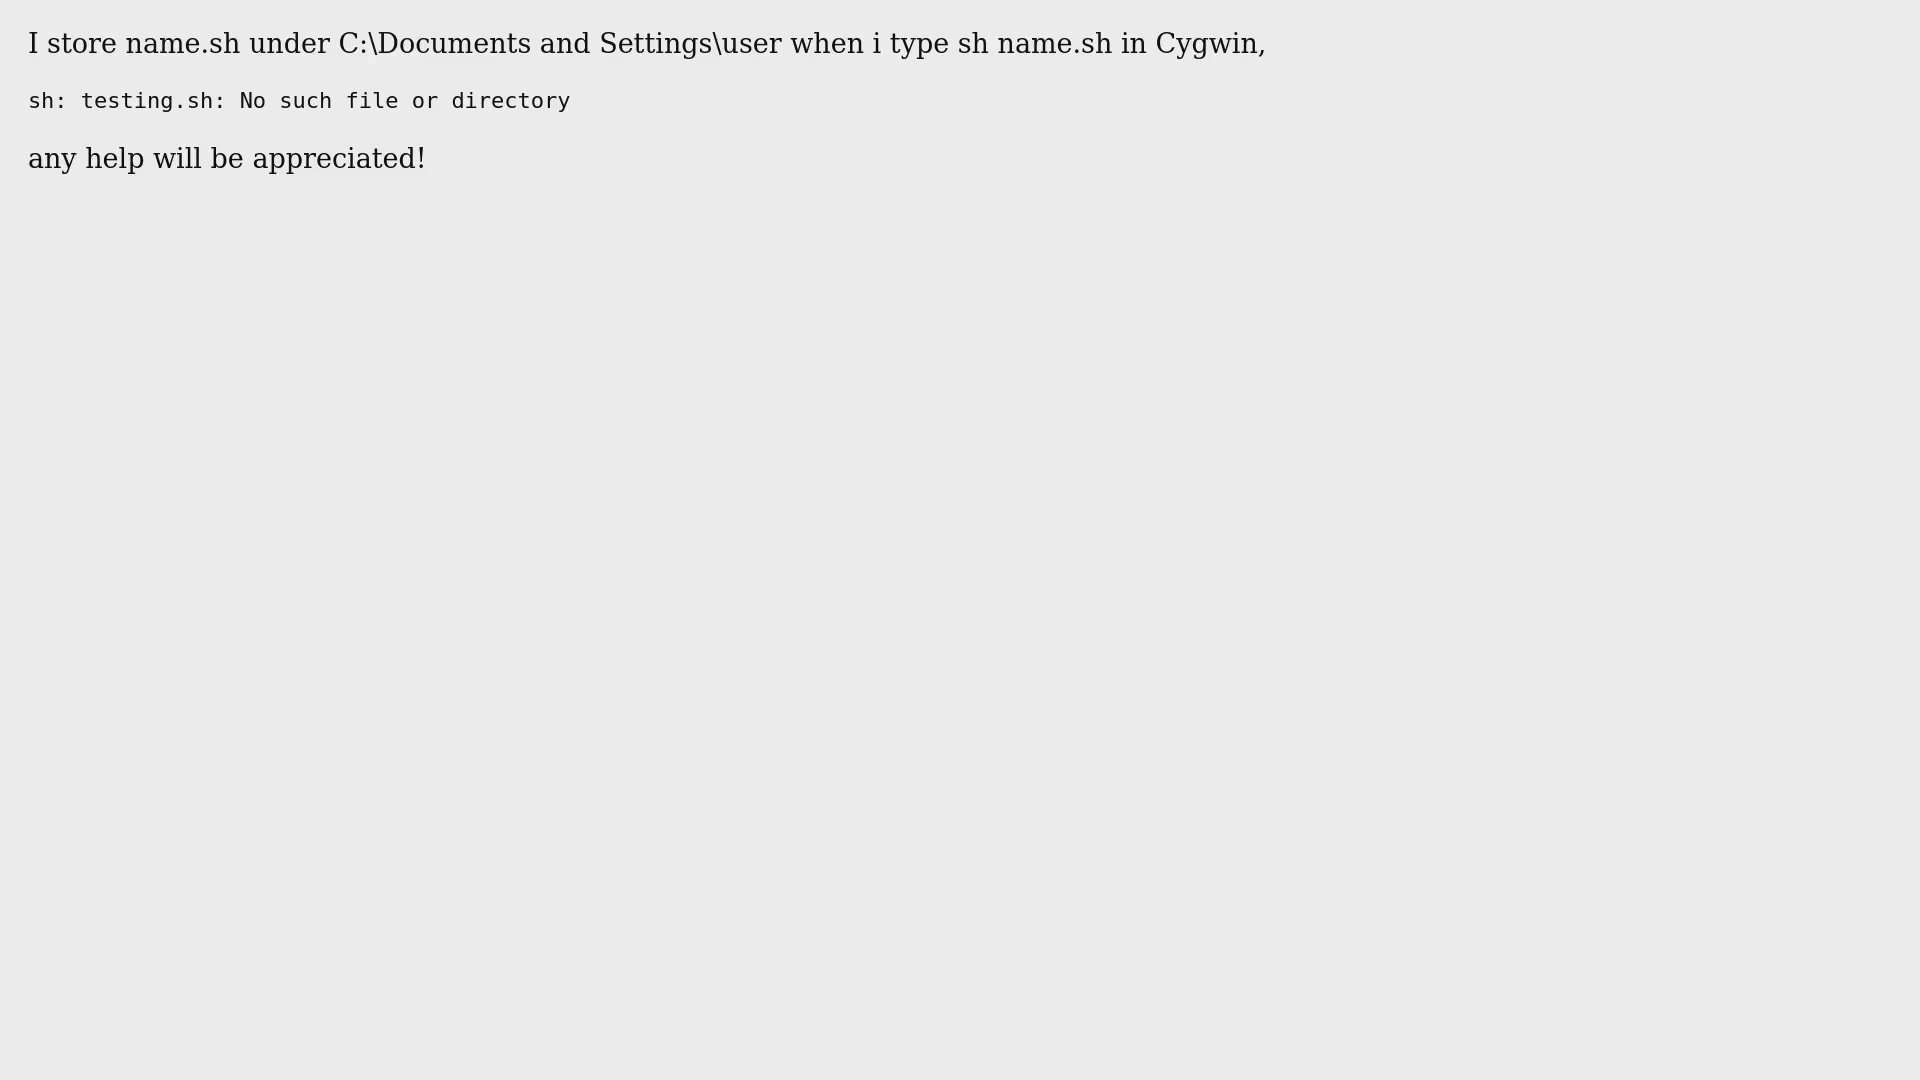 I store name.sh under C:\Documents and Settings\user when i type sh name.sh in Cygwin,
sh: testing.sh: No such file or directory
any help will be appreciated!